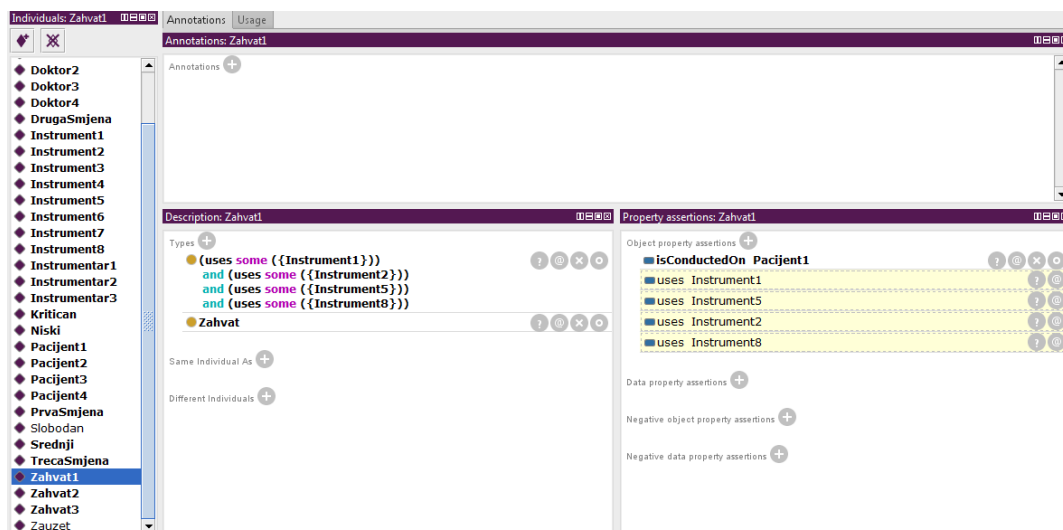 Individuals: Zahvat1
Doktor2
Doktor3
Doktor4
DrugaSmjena
Instrument1
Instrument2
Instrument3
Instrument4
Instrument5
Instrument6
Instrument7
Instrument8
Instrumentar1
Instrumentar2
Instrumentar3
Kritican
Niski
Pacijent1
Pacijent2
Pacijent3
Pacijent4
PrvaSmjena
Slobodan
Srednji
TrecaSmjena
Zahvat1
Zahvat2
Zahvat3
Zauzet
Annotations Usage
Annotations: Zahvat1
Annotations
Description: Zahvat1
Types
(uses some ({Instrument1}))
and (uses some ({Instrument2}))
and (uses some ({Instrument5}))
and (uses some ({Instrument8}))
Zahvat
Same Individual As
Different Individuals
Property assertions: Zahvat1
Object property assertions
isConductedOn Pacijent1
uses Instrument1
uses Instrument5
uses Instrument2
uses Instrument8
Data property assertions
Negative object property assertions
Negative data property assertions